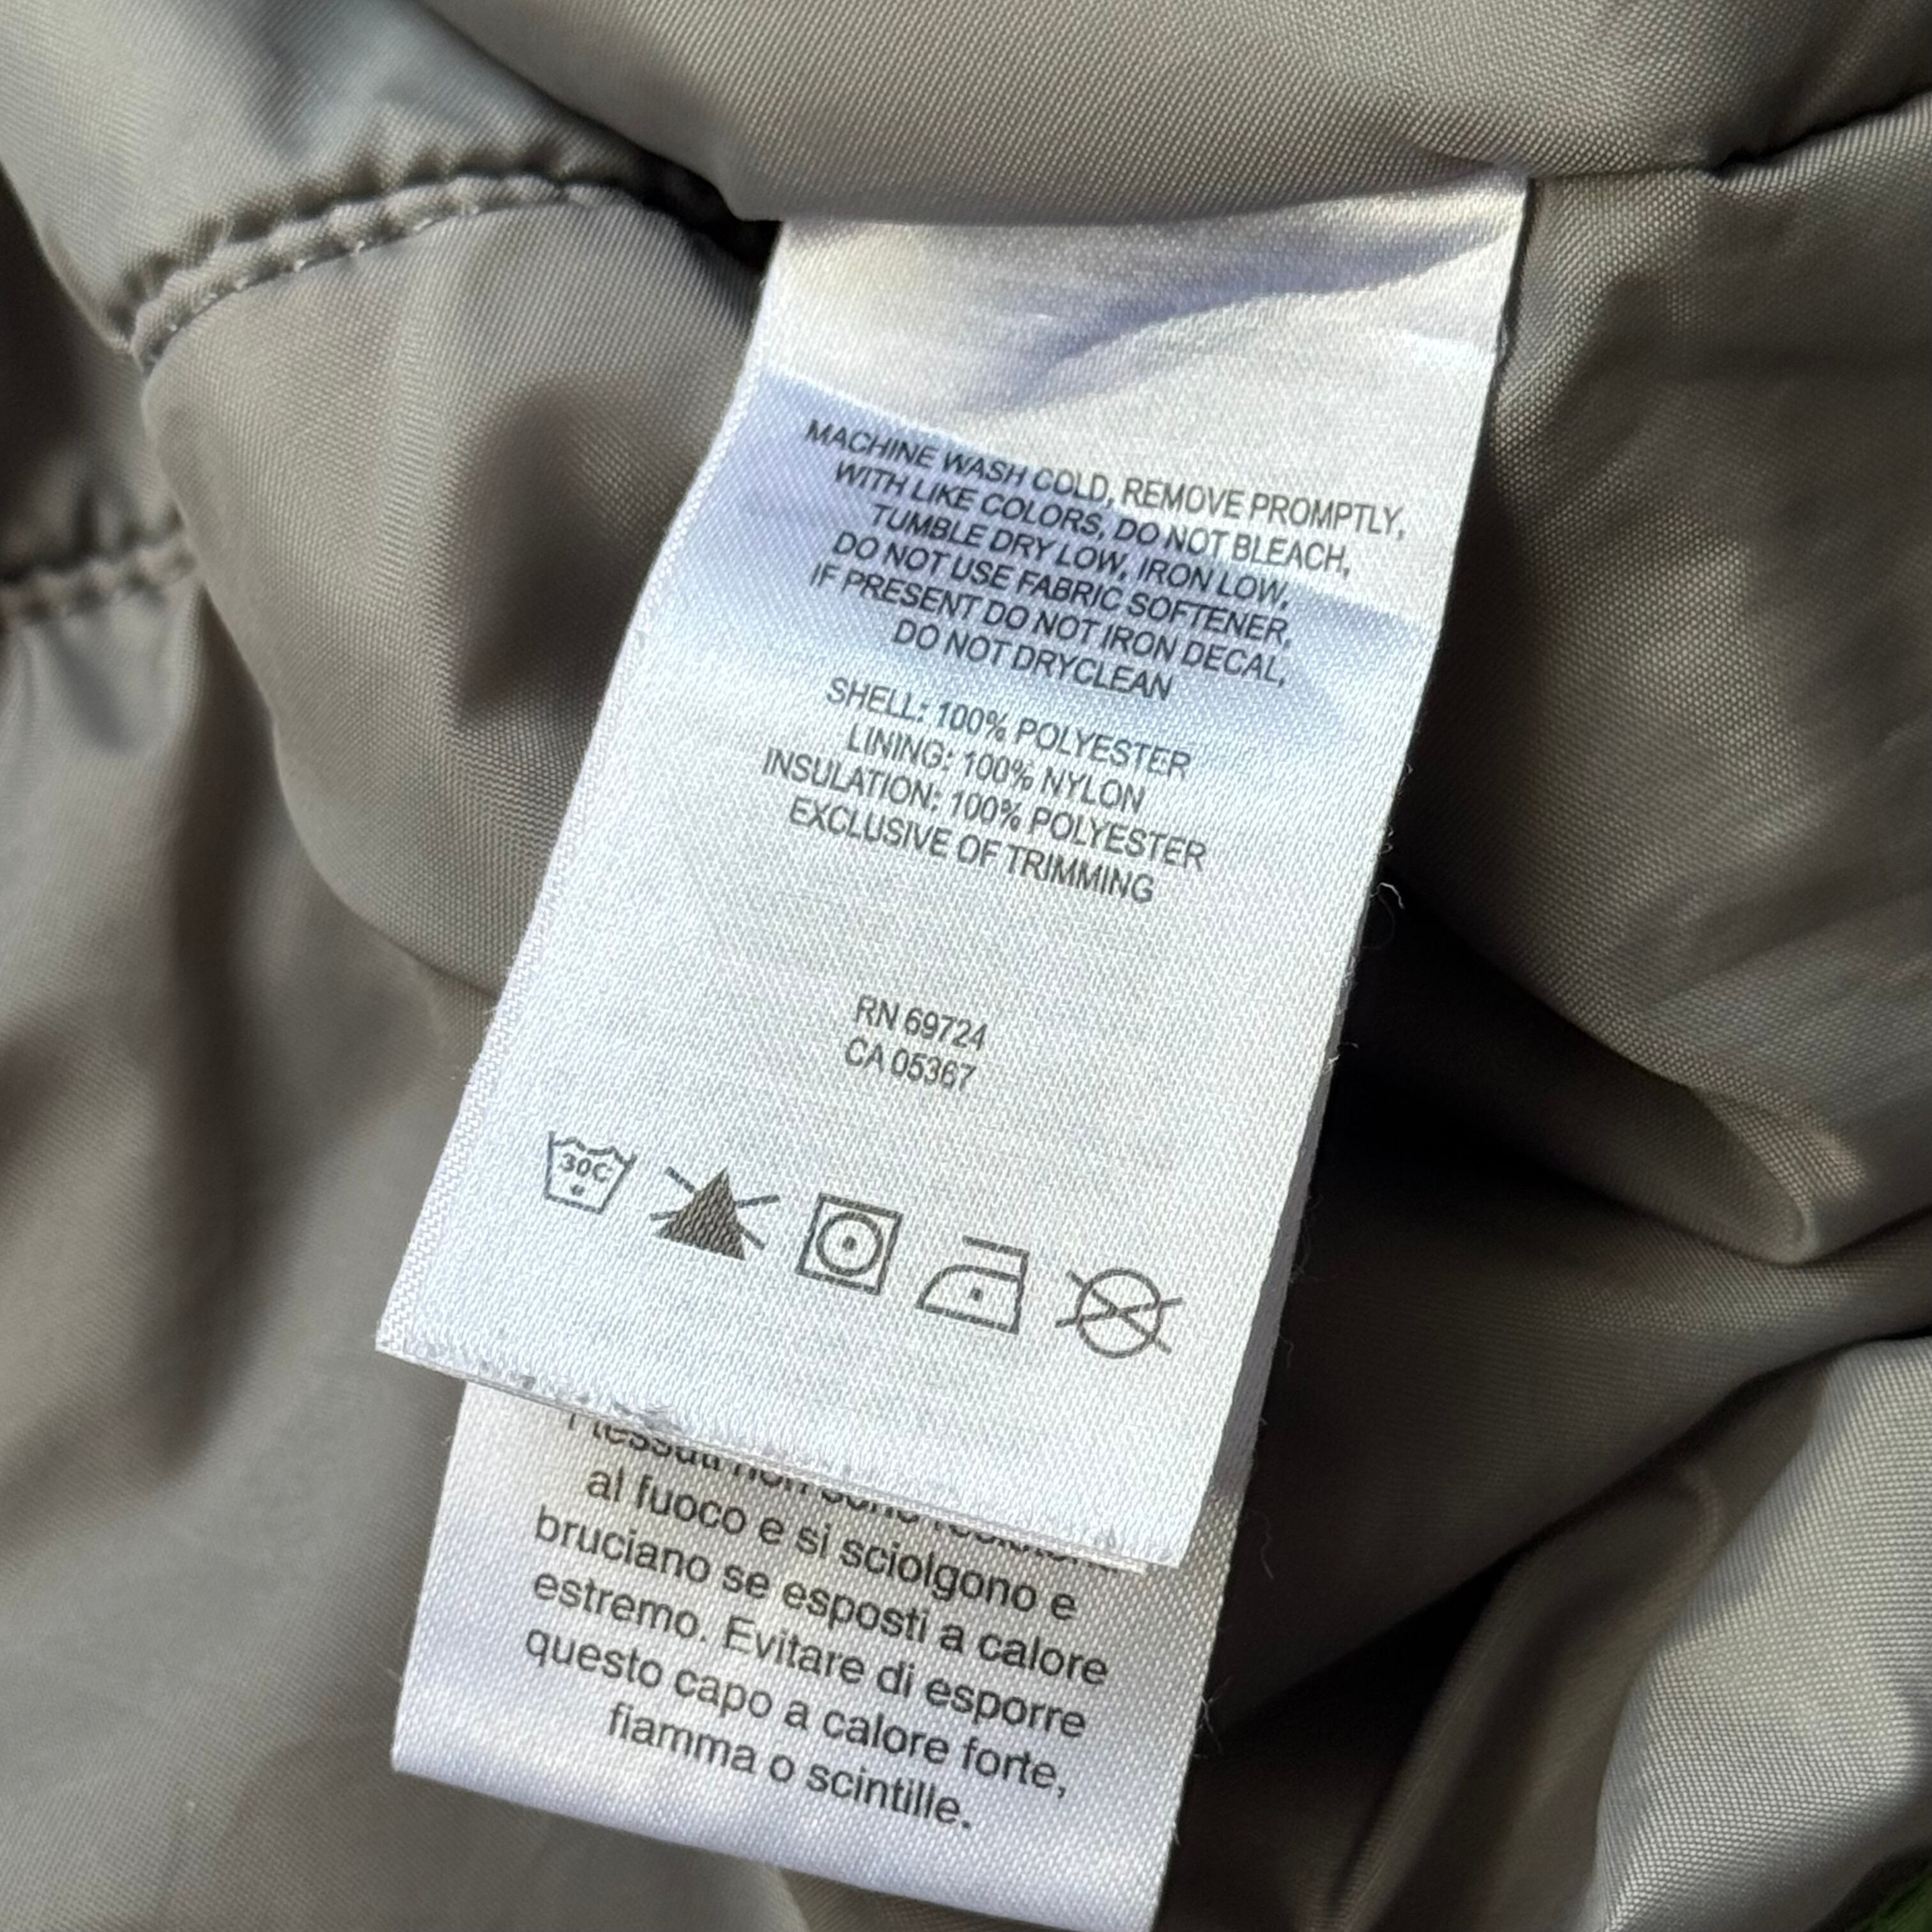 MACHINE WASH COLD, REMOVE PROMPTLY,
WITH LIKE COLORS, DO NOT BLEACH,
TUMBLE DRY LOW, IRON LOW,
DO NOT USE FABRIC SOFTENER,
IF PRESENT DO NOT IRON DECAL,
DO NOT DRYCLEAN
SHELL: 100% POLYESTER
LINING: 100% NYLON
INSULATION: 100% POLYESTER
EXCLUSIVE OF TRIMMING
RN 69724
CA 05367
30C
I tessuti non sono
al fuoco e si sciolgono e
bruciano se esposti a calore
estremo. Evitare di esporre
questo capo a calore forte,
fiamma o scintille.